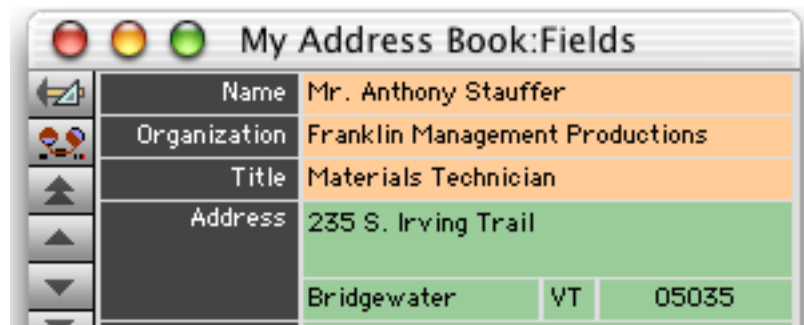 My Address Book:Fields
Name Mr. Anthony Stauffer
Organization Franklin Management Productions
Title Materials Technician
Address 235 S. Irving Trail
Bridgewater VT 05035